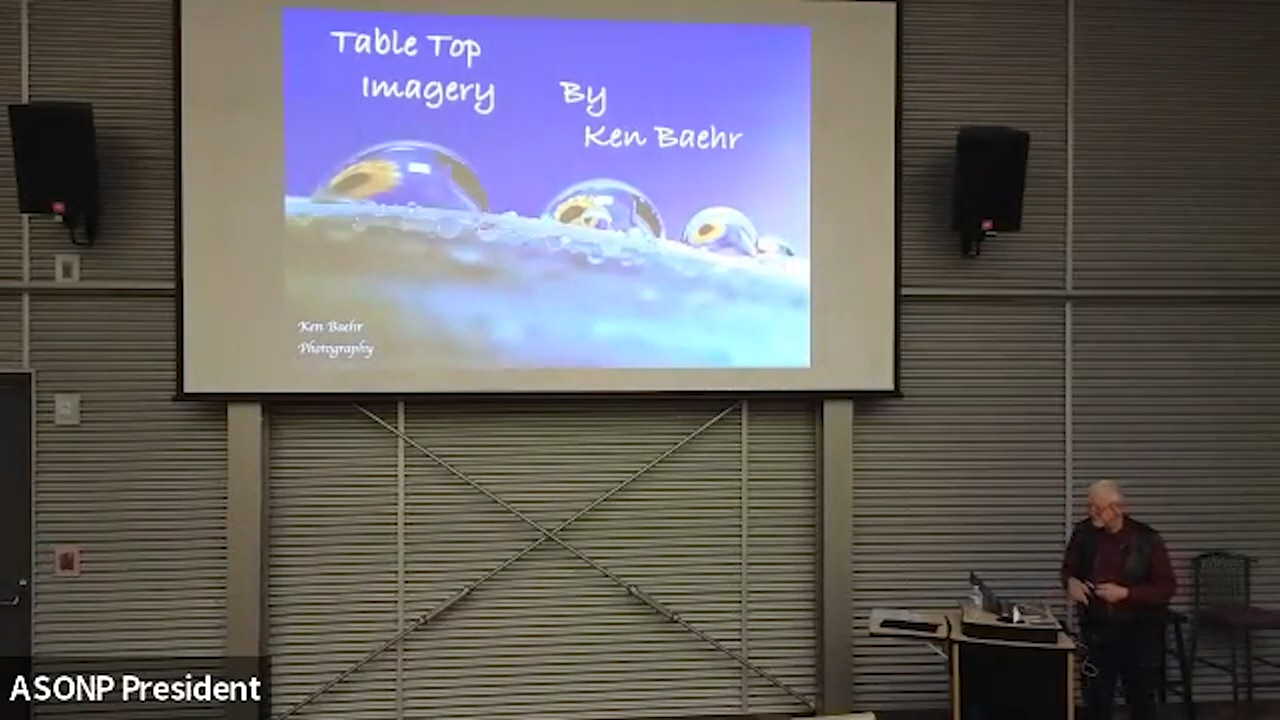 Table Top
Imagery
By
Ken Baehr
Ken Baehr
Photography
ASONP President